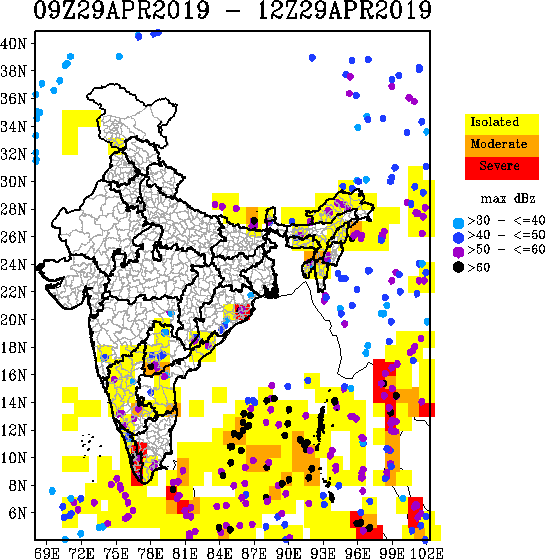 09Z29APR2019 - 12Z29APR2019
40N
38N
36N
34N
32N
30N
28N
26N
24N
22N
20N
18N
16N
14N
12N
10N
8N
6N
69E 72E 75E 78E 81E 84E 87E 90E 93E 96E 99E 102E
Isolated
Moderate
Severe
max dBz
>30 - <=40
>40 - <=50
>50 - <=60
>60